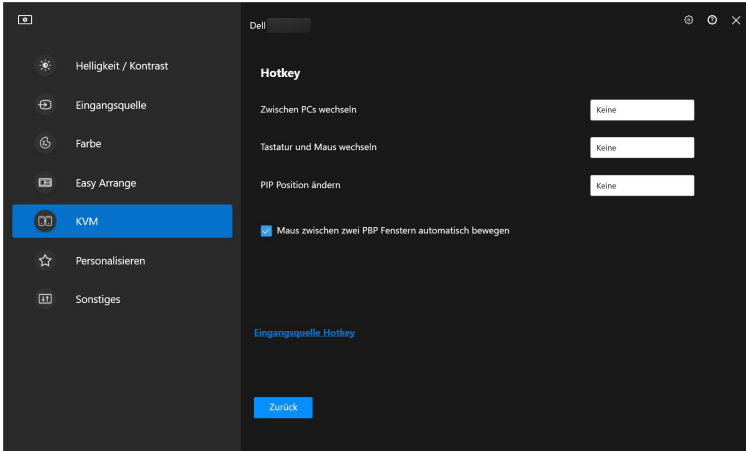 Dell
Helligkeit / Kontrast
Eingangsquelle
Farbe
Easy Arrange
KVM
Personalisieren
Sonstiges
Hotkey
Zwischen PCs wechseln
Keine
Tastatur und Maus wechseln
Keine
PIP Position ändern
Keine
Maus zwischen zwei PBP Fenstern automatisch bewegen
Eingangsquelle Hotkey
Zurück